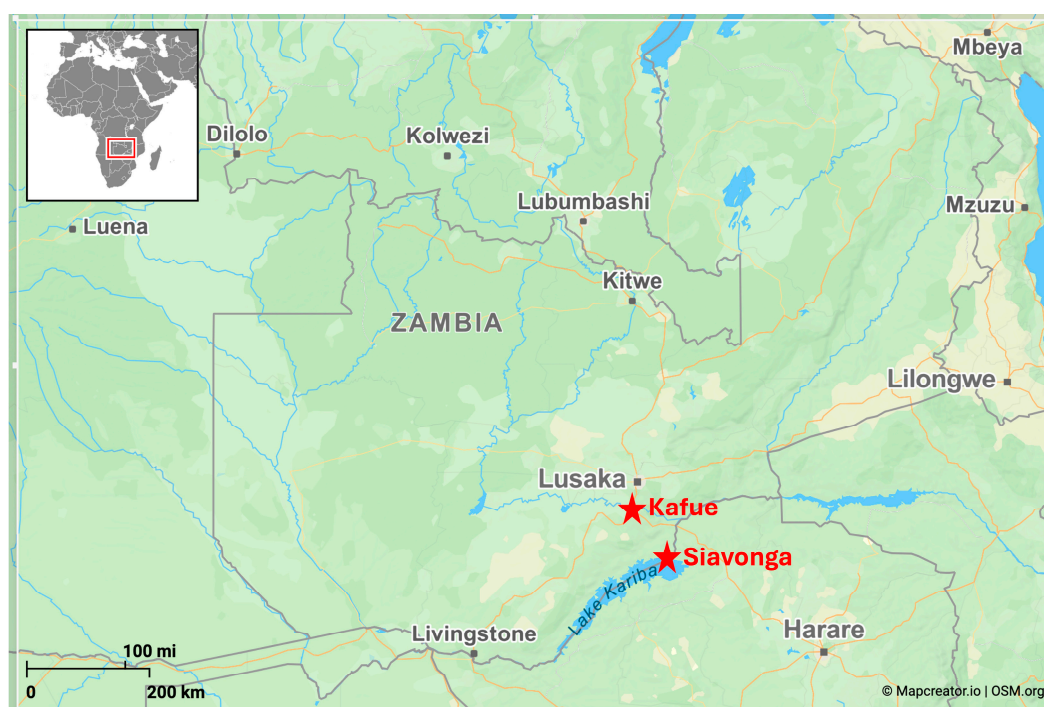 Mbeya
Dilolo
Kolwezi
Lubumbashi
Mzuzu
Luena
Kitwe
ZAMBIA
Lilongwe
Lusaka
Kafue
Siavonga
Lake Kariba
Livingstone
Harare
100 mi
0
200 km
© Mapcreator.io | OSM.org